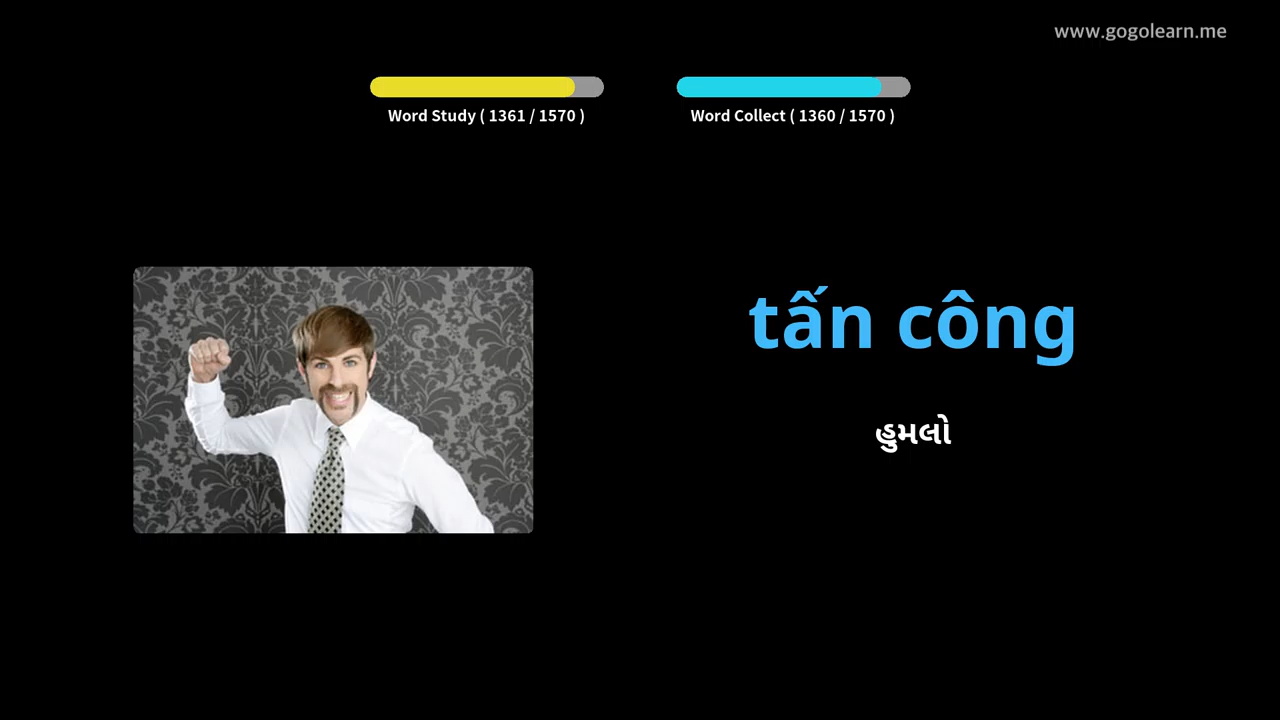 www.gogolearn.me
Word Study ( 1361 / 1570 )
Word Collect ( 1360 / 1570 )
tấn công
હુમલો